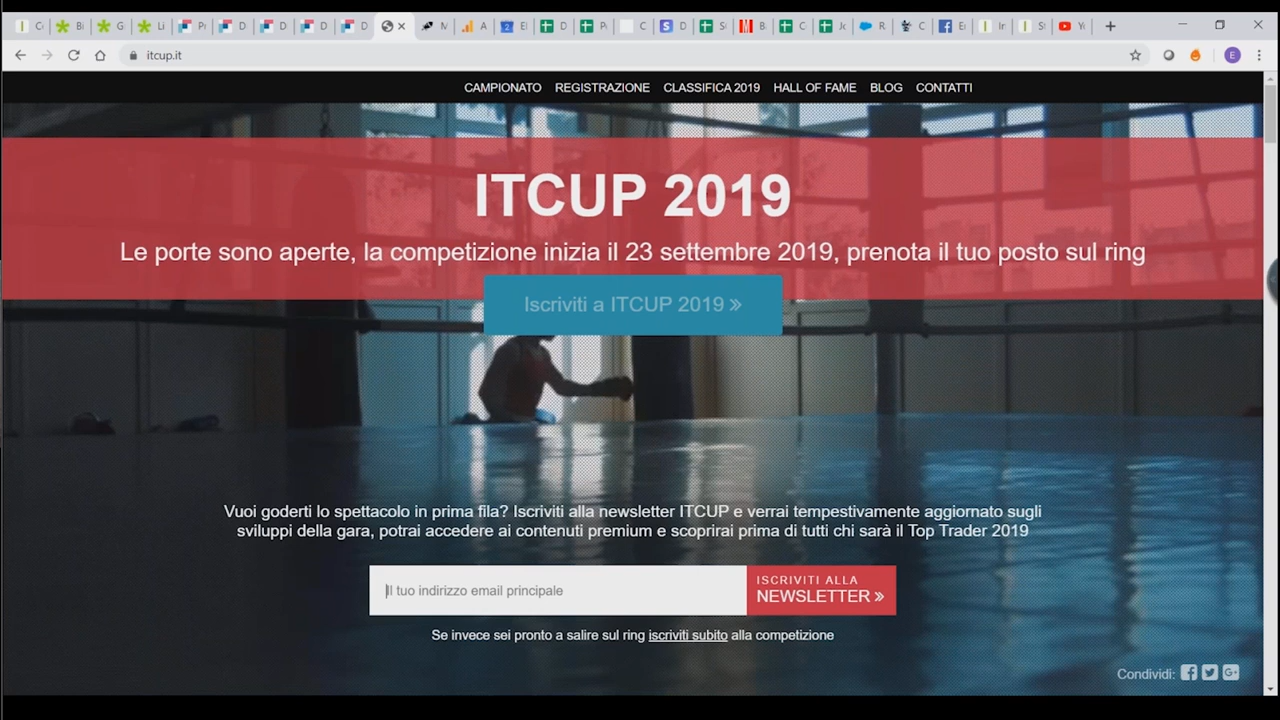 itcup.it
E
CAMPIONATO REGISTRAZIONE CLASSIFICA 2019 HALL OF FAME BLOG CONTATTI
ITCUP 2019
Le porte sono aperte, la competizione inizia il 23 settembre 2019, prenota il tuo posto sul ring
Iscriviti a ITCUP 2019 »
Vuoi goderti lo spettacolo in prima fila? Iscriviti alla newsletter ITCUP e verrai tempestivamente aggiornato sugli
sviluppi della gara, potrai accedere ai contenuti premium e scoprirai prima di tutti chi sarà il Top Trader 2019
Il tuo indirizzo email principale
ISCRIVITI ALLA
NEWSLETTER »
Se invece sei pronto a salire sul ring iscriviti subito alla competizione
Condividi: